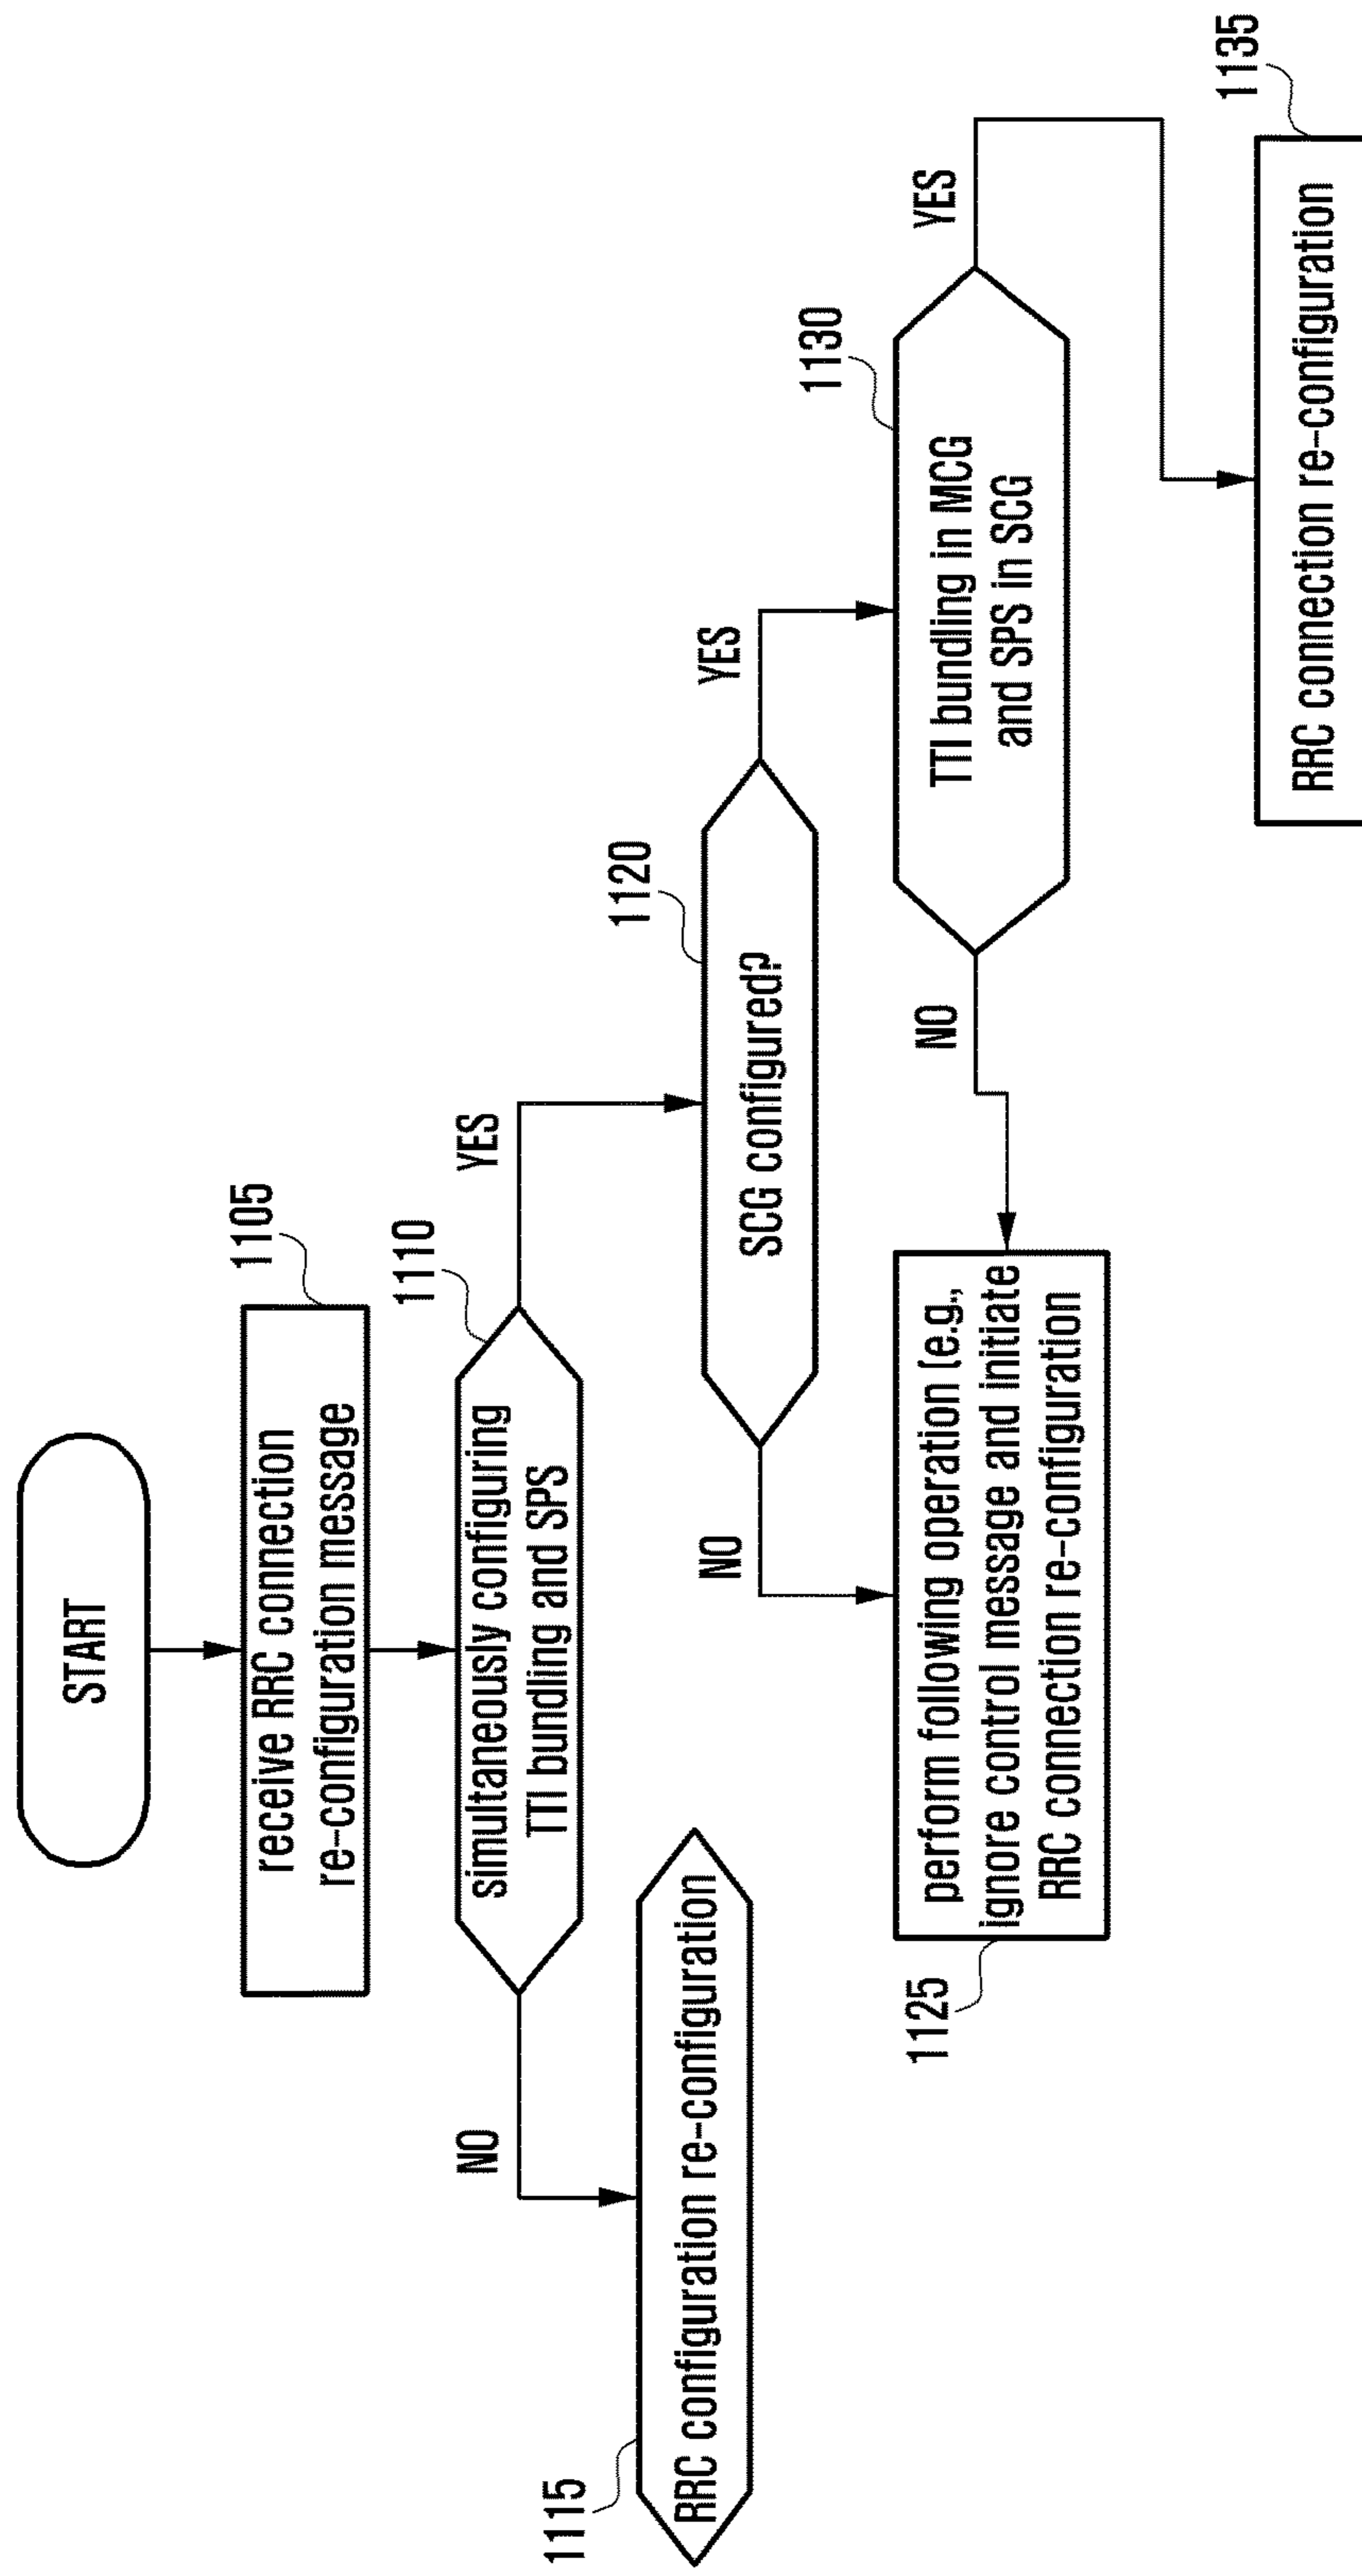 START
1105
receive RRC connection
re-configuration message
1110
simultaneously configuring
TTI bundling and SPS
NO
YES
1115
RRC configuration re-configuration
1120
SCG configured?
NO
YES
1125
perform following operation (e.g.,
ignore control message and initiate
RRC connection re-configuration
1130
TTI bundling in MCG
and SPS in SCG
NO
YES
1135
RRC connection re-configuration